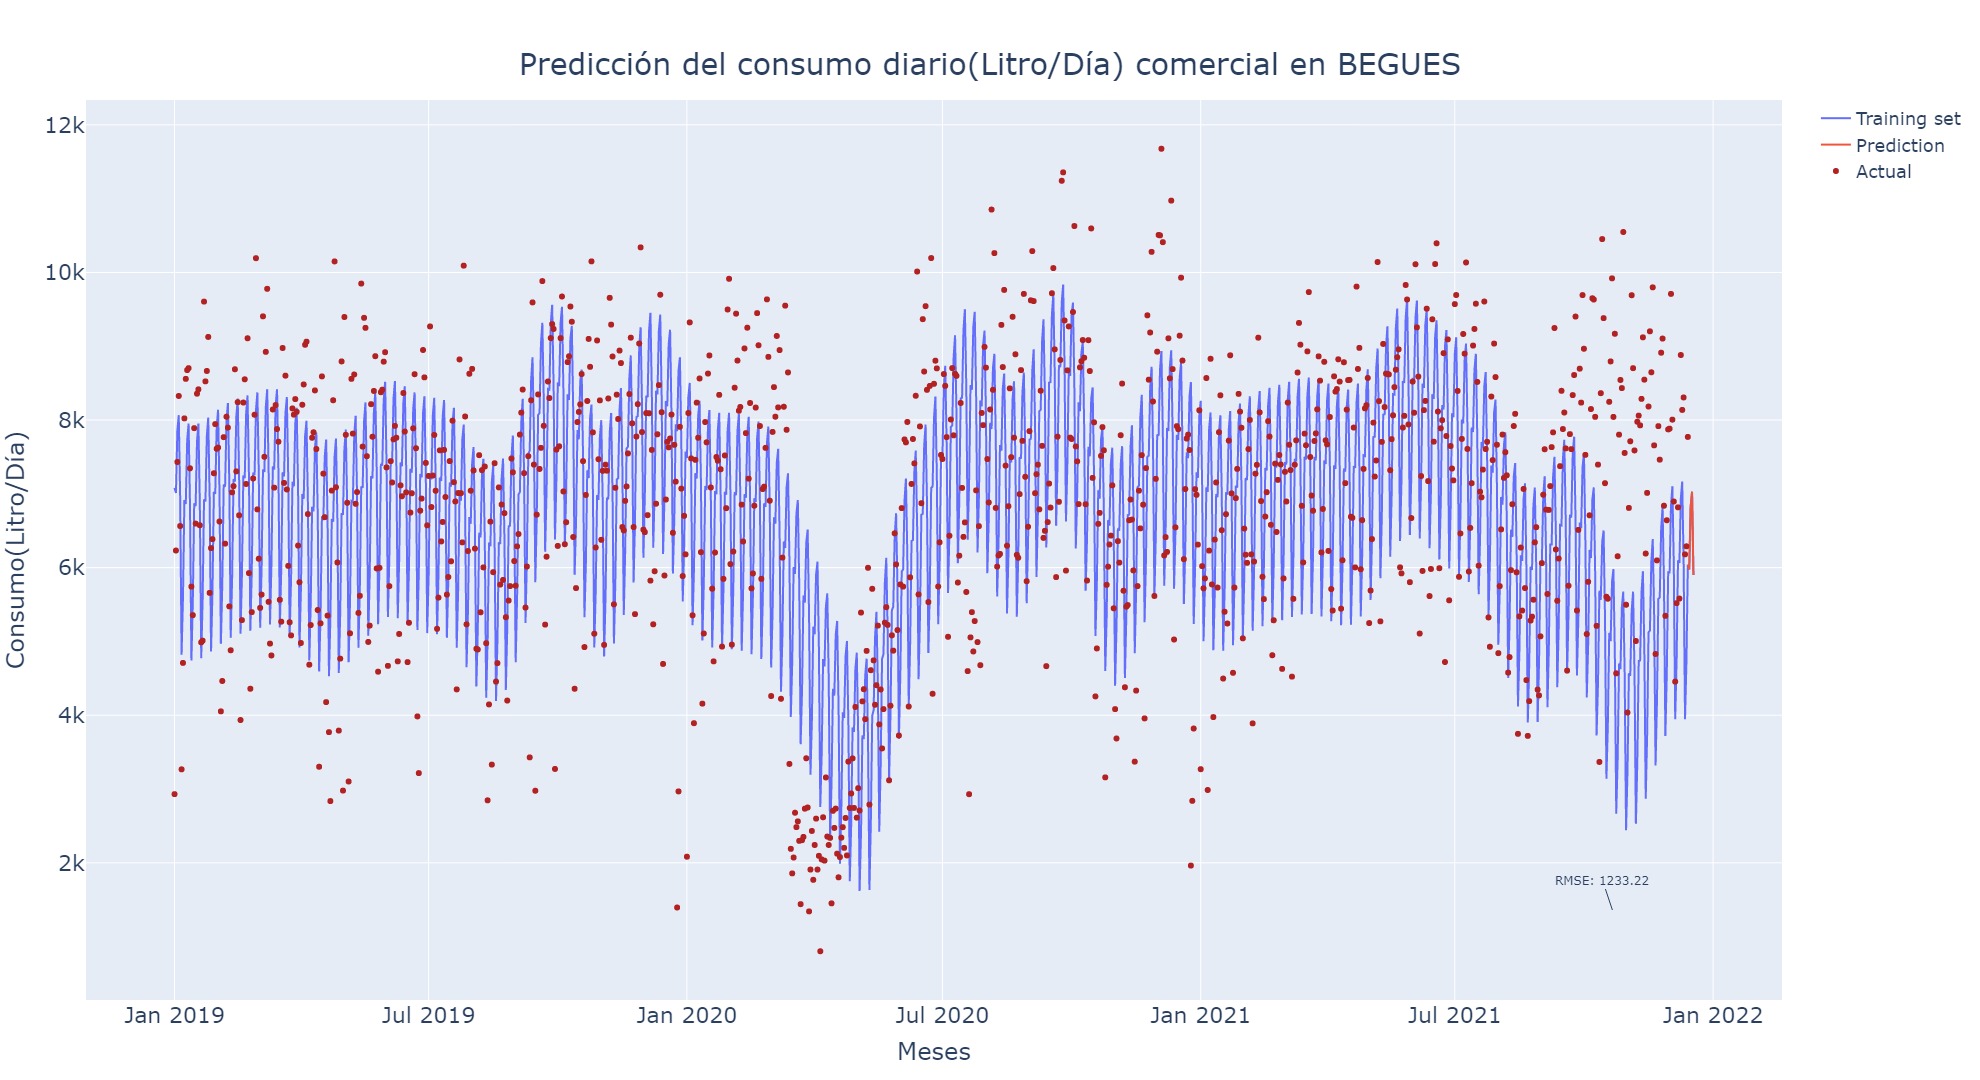 Predicción del consumo diario(Litro/Día) comercial en BEGUES
Training set
Prediction
Actual
Consumo(Litro/Día)
12k
10k
8k
6k
4k
2k
RMSE: 1233.22
Jan 2019
Jul 2019
Jan 2020
Jul 2020
Jan 2021
Jul 2021
Jan 2022
Meses